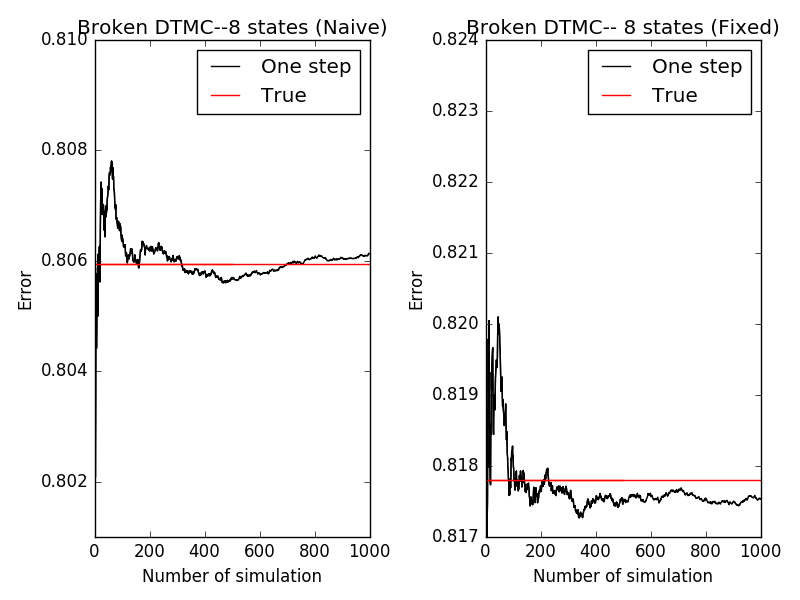 Broken DTMC--8 states (Naive)
0.810
0.808
0.806
0.804
0.802
Error
One step
True
0
200
400
600
800
1000
Number of simulation
Broken DTMC-- 8 states (Fixed)
0.824
0.823
0.822
0.821
0.820
0.819
0.818
0.817
Error
One step
True
0
200
400
600
800
1000
Number of simulation